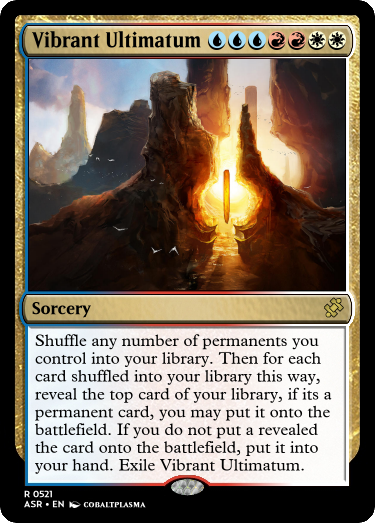 Vibrant Ultimatum
Sorcery
Shuffle any number of permanents you
control into your library. Then for each
card shuffled into your library this way,
reveal the top card of your library, if its a
permanent card, you may put it onto the
battlefield. If you do not put a revealed
the card onto the battlefield, put it into
your hand. Exile Vibrant Ultimatum.
R 0521
ASR • EN COBALTPLASMA